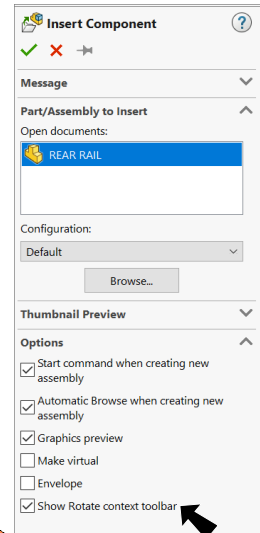 Insert Component
?
Message
Part/Assembly to Insert
Open documents:
REAR RAIL
Configuration:
Default
Browse...
Thumbnail Preview
Options
Start command when creating new
assembly
Automatic Browse when creating new
assembly
Graphics preview
Make virtual
Envelope
Show Rotate context toolbar